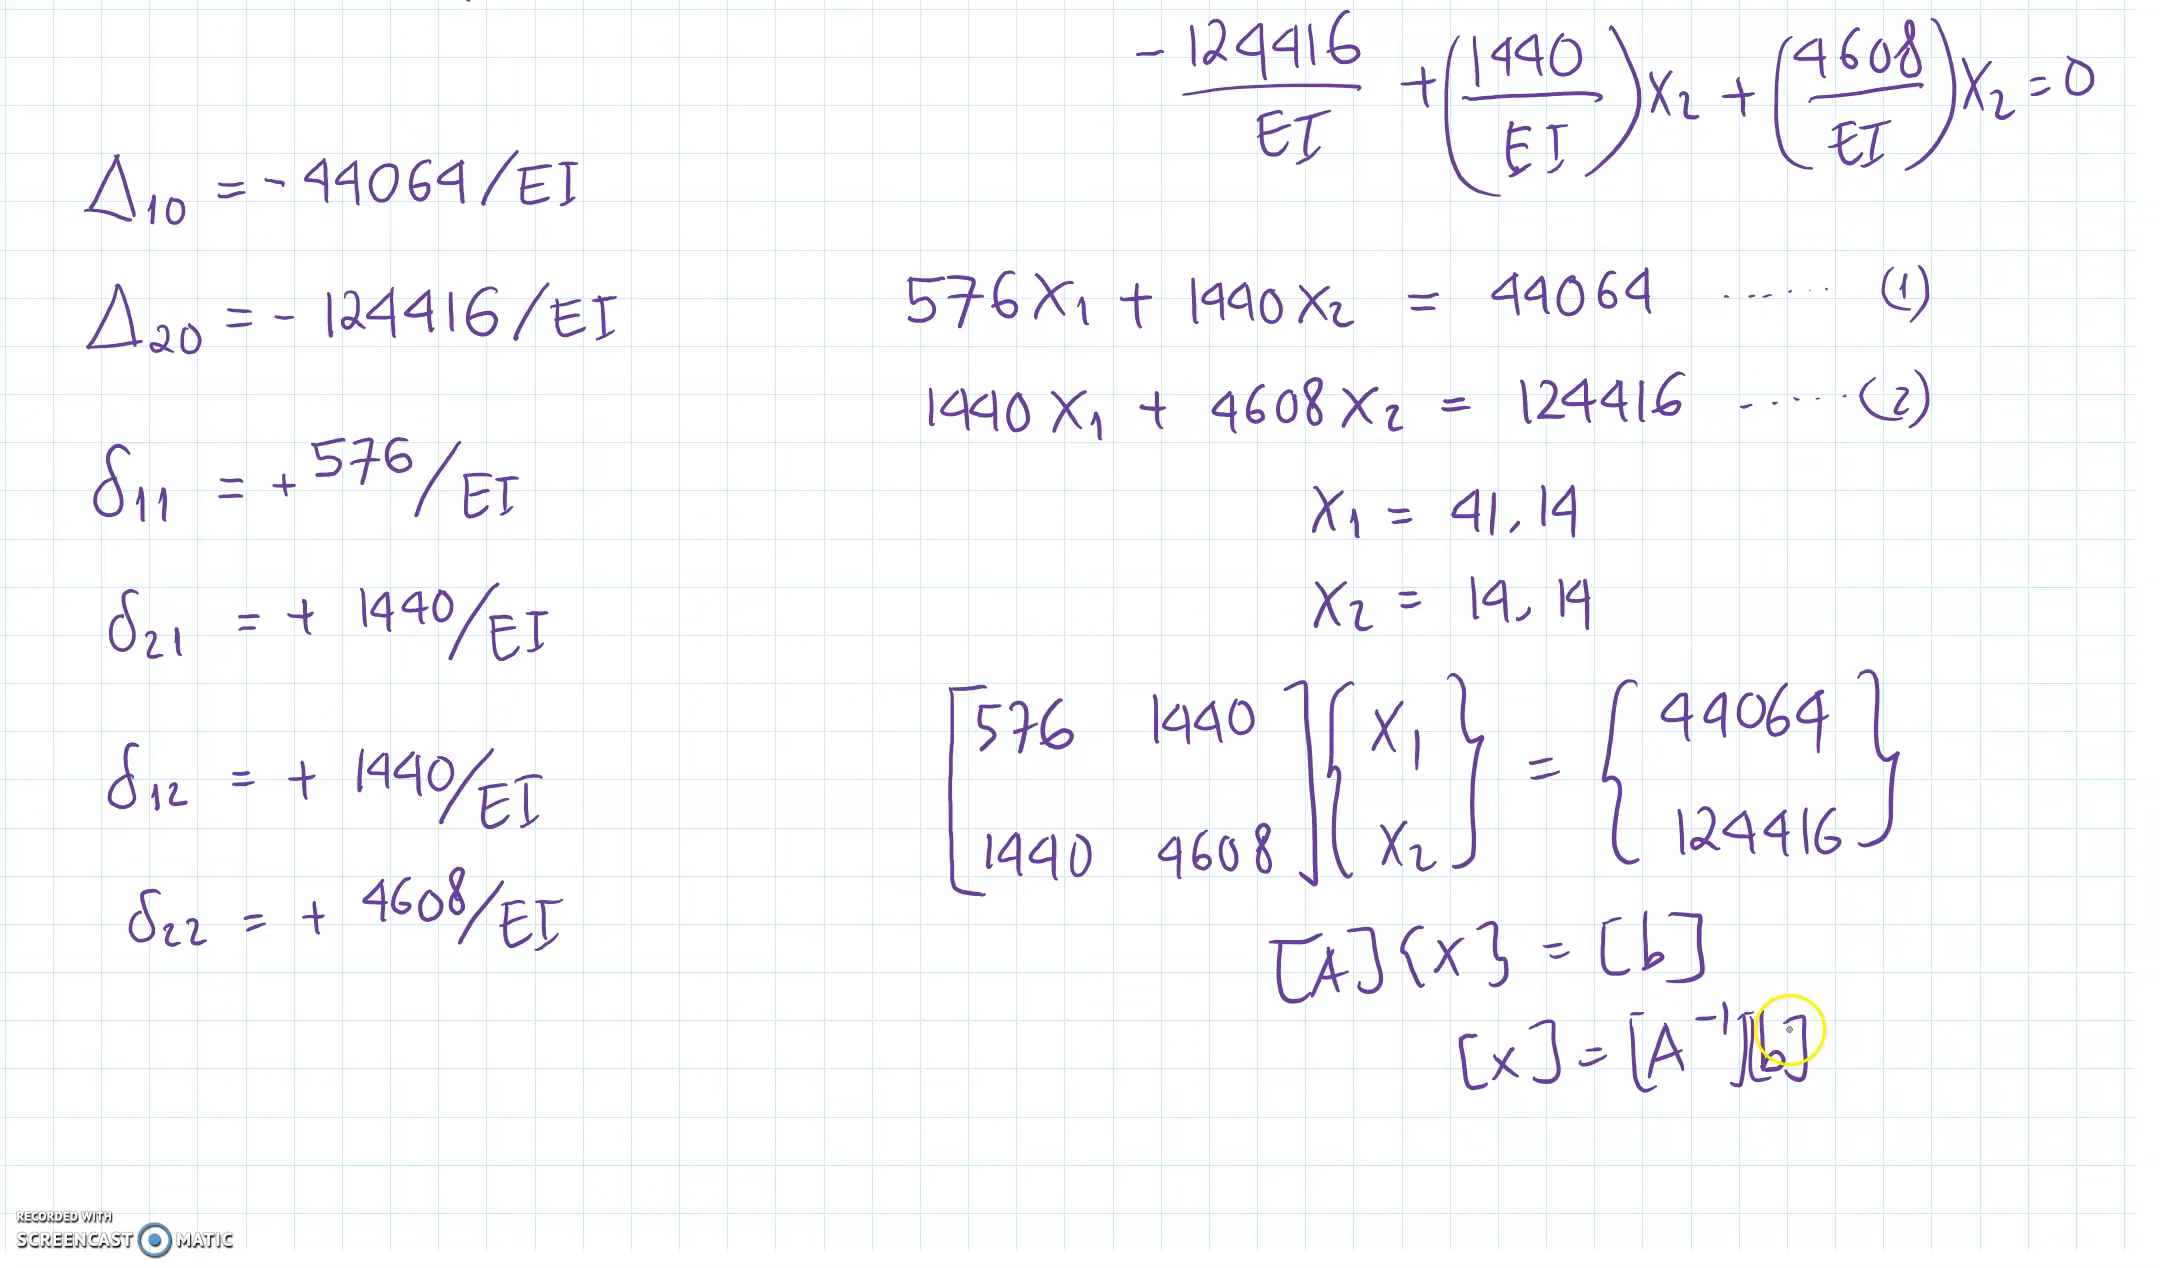 -124416/EI + (1440/EI)X₂ + (4608/EI)X₂ = 0
Δ₁₀ = - 44064/EI
Δ₂₀ = - 124416/EI
δ₁₁ = + 576/EI
δ₂₁ = + 1440/EI
δ₁₂ = + 1440/EI
δ₂₂ = + 4608/EI
576X₁ + 1440X₂ = 44064 ...... (1)
1440X₁ + 4608X₂ = 124416 ...... (2)
X₁ = 41,14
X₂ = 14,14
[576 1440] {X₁} = {44064}
[1440 4608] {X₂} {124416}
[A]{X} = [b]
[x] = [A⁻¹][b]
RECORDED WITH
SCREENCAST MATIC